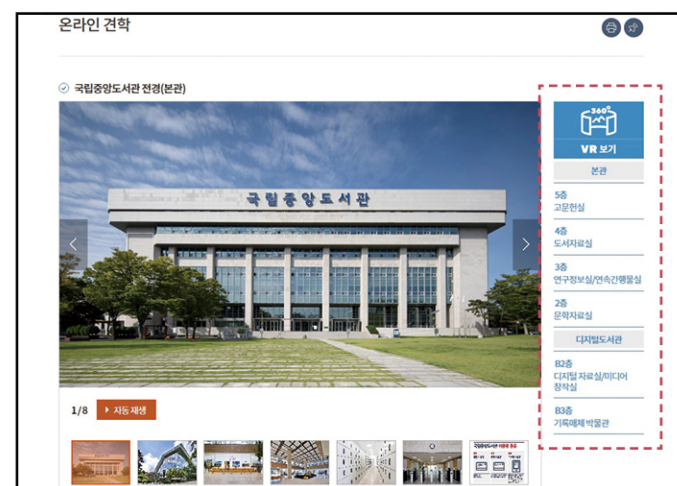 온라인 견학
국립중앙도서관 전경(본관)
국립중앙도서관
1/8
자동 재생
360°
VR 보기
본관
5층
고문헌실
4층
도서자료실
3층
연구정보실/연속간행물실
2층
문학자료실
디지털도서관
B2층
디지털 자료실/미디어
창작실
B3층
기록매체 박물관